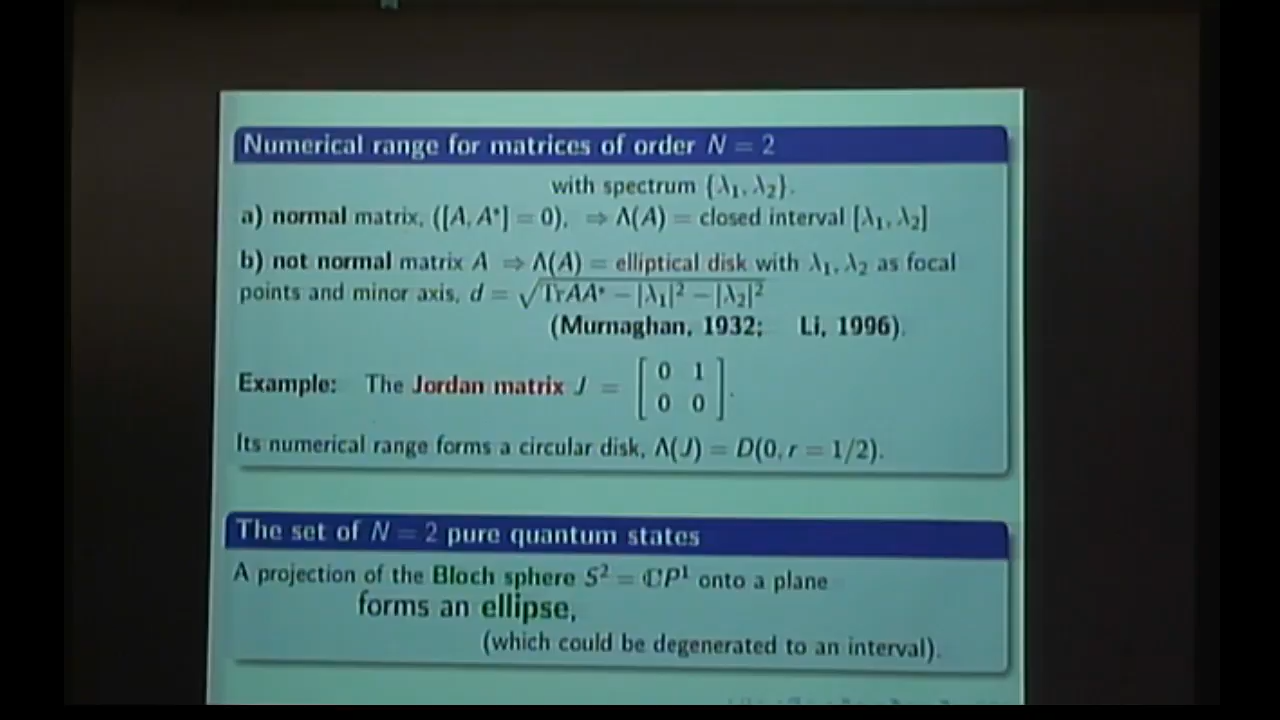 Numerical range for matrices of order N = 2
with spectrum {λ₁, λ₂}.
a) normal matrix, ([A, A*] = 0), ⇒ Λ(A) = closed interval [λ₁, λ₂]
b) not normal matrix A ⇒ Λ(A) = elliptical disk with λ₁, λ₂ as focal
points and minor axis, d = √TrAA* − |λ₁|² − |λ₂|²
(Murnaghan, 1932; Li, 1996).
Example: The Jordan matrix J = [ 0 1
0 0 ].
Its numerical range forms a circular disk, Λ(J) = D(0, r = 1/2).
The set of N = 2 pure quantum states
A projection of the Bloch sphere S² = ℂP¹ onto a plane
forms an ellipse,
(which could be degenerated to an interval).